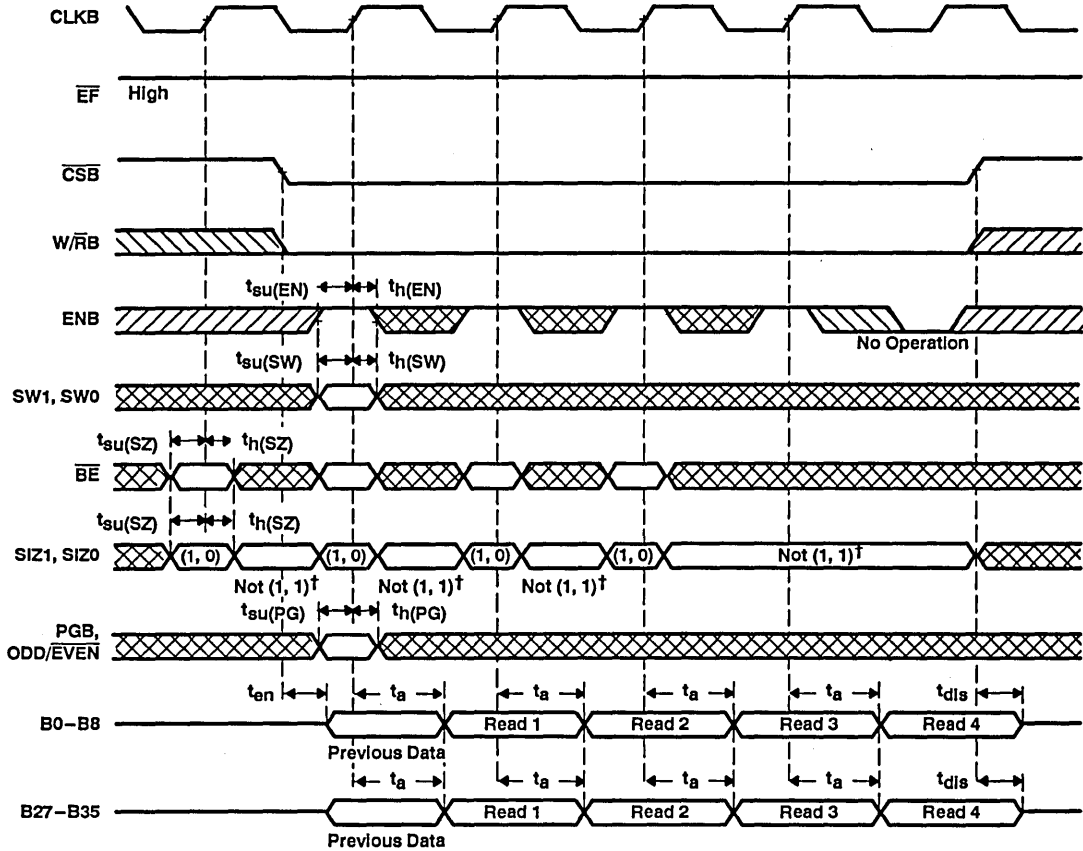 CLKB
EF High
CSB
W/RB
tsu(EN) th(EN)
ENB
No Operation
tsu(SW) th(SW)
SW1, SW0
tsu(SZ) th(SZ)
BE
tsu(SZ) th(SZ)
SIZ1, SIZ0 (1, 0) (1, 0) (1, 0) (1, 0) Not (1, 1)†
Not (1, 1)† Not (1, 1)† Not (1, 1)†
tsu(PG) th(PG)
PGB,
ODD/EVEN
ten ta ta ta ta tdis
B0–B8 Read 1 Read 2 Read 3 Read 4
Previous Data
ta ta ta ta tdis
B27–B35 Read 1 Read 2 Read 3 Read 4
Previous Data